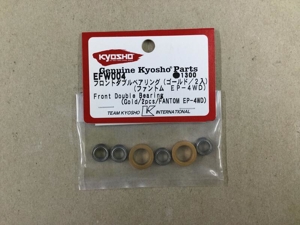 KYOSHO
Genuine Kyosho Parts
EFW004 ●1300
フロントダブルベアリング(ゴールド/2入)
(ファントム EP-4WD)
Front Double Bearing
(Gold/2pcs/FANTOM EP-4WD)
TEAM KYOSHO K INTERNATIONAL